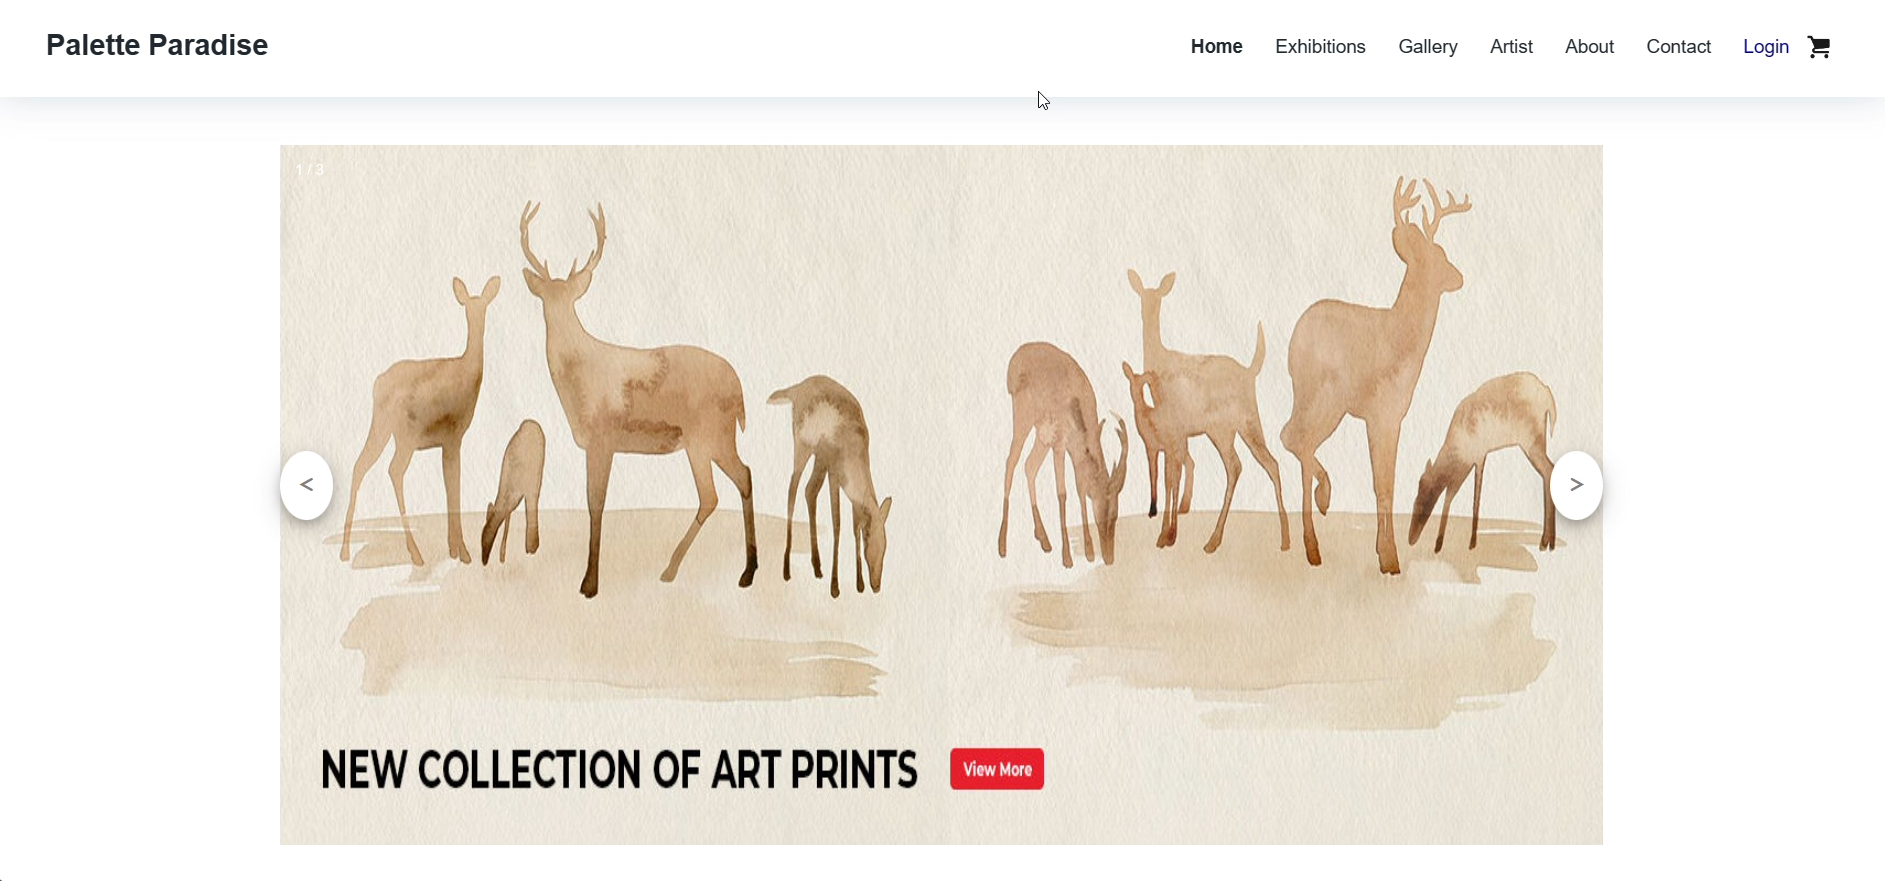 Palette Paradise
Home Exhibitions Gallery Artist About Contact Login
1 / 3
<
>
NEW COLLECTION OF ART PRINTS View More